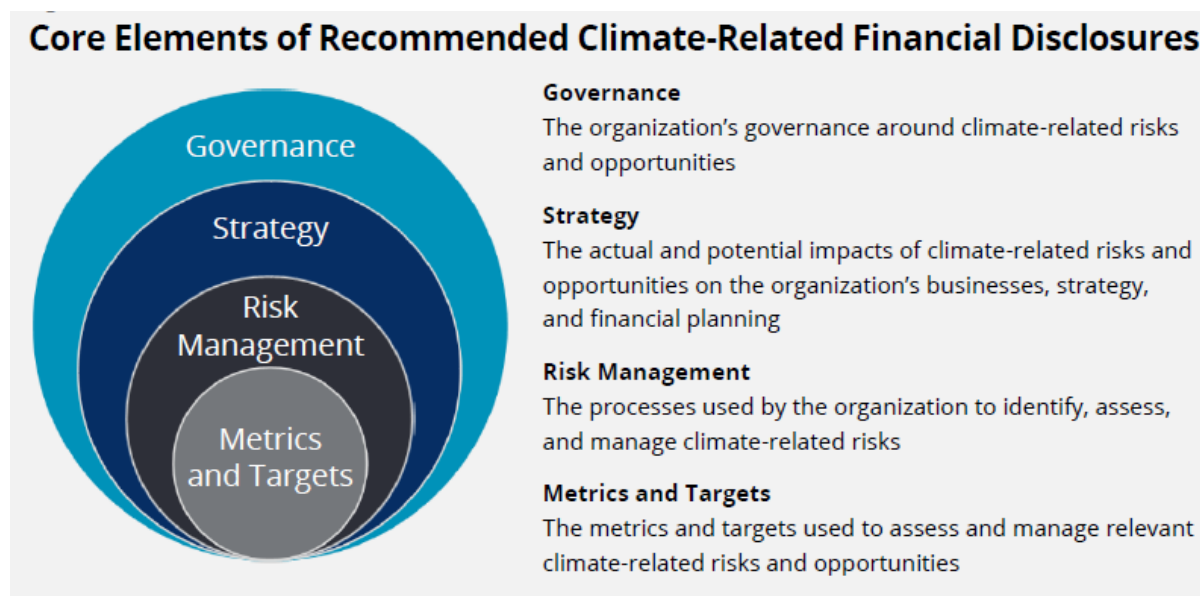 Core Elements of Recommended Climate-Related Financial Disclosures
Governance
Strategy
Risk
Management
Metrics
and Targets
Governance
The organization’s governance around climate-related risks
and opportunities
Strategy
The actual and potential impacts of climate-related risks and
opportunities on the organization’s businesses, strategy,
and financial planning
Risk Management
The processes used by the organization to identify, assess,
and manage climate-related risks
Metrics and Targets
The metrics and targets used to assess and manage relevant
climate-related risks and opportunities